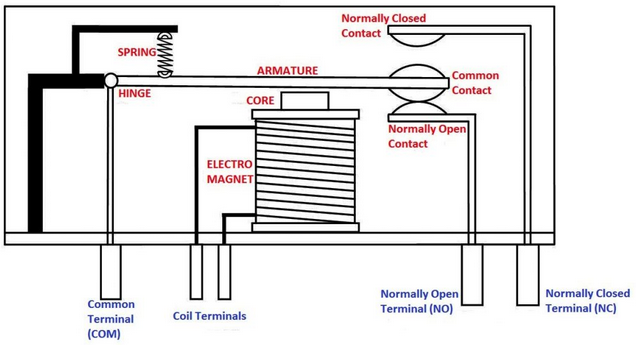 Normally Closed
Contact
SPRING
ARMATURE
Common
Contact
HINGE
CORE
Normally Open
Contact
ELECTRO
MAGNET
Common
Terminal
(COM)
Coil Terminals
Normally Open
Terminal (NO)
Normally Closed
Terminal (NC)